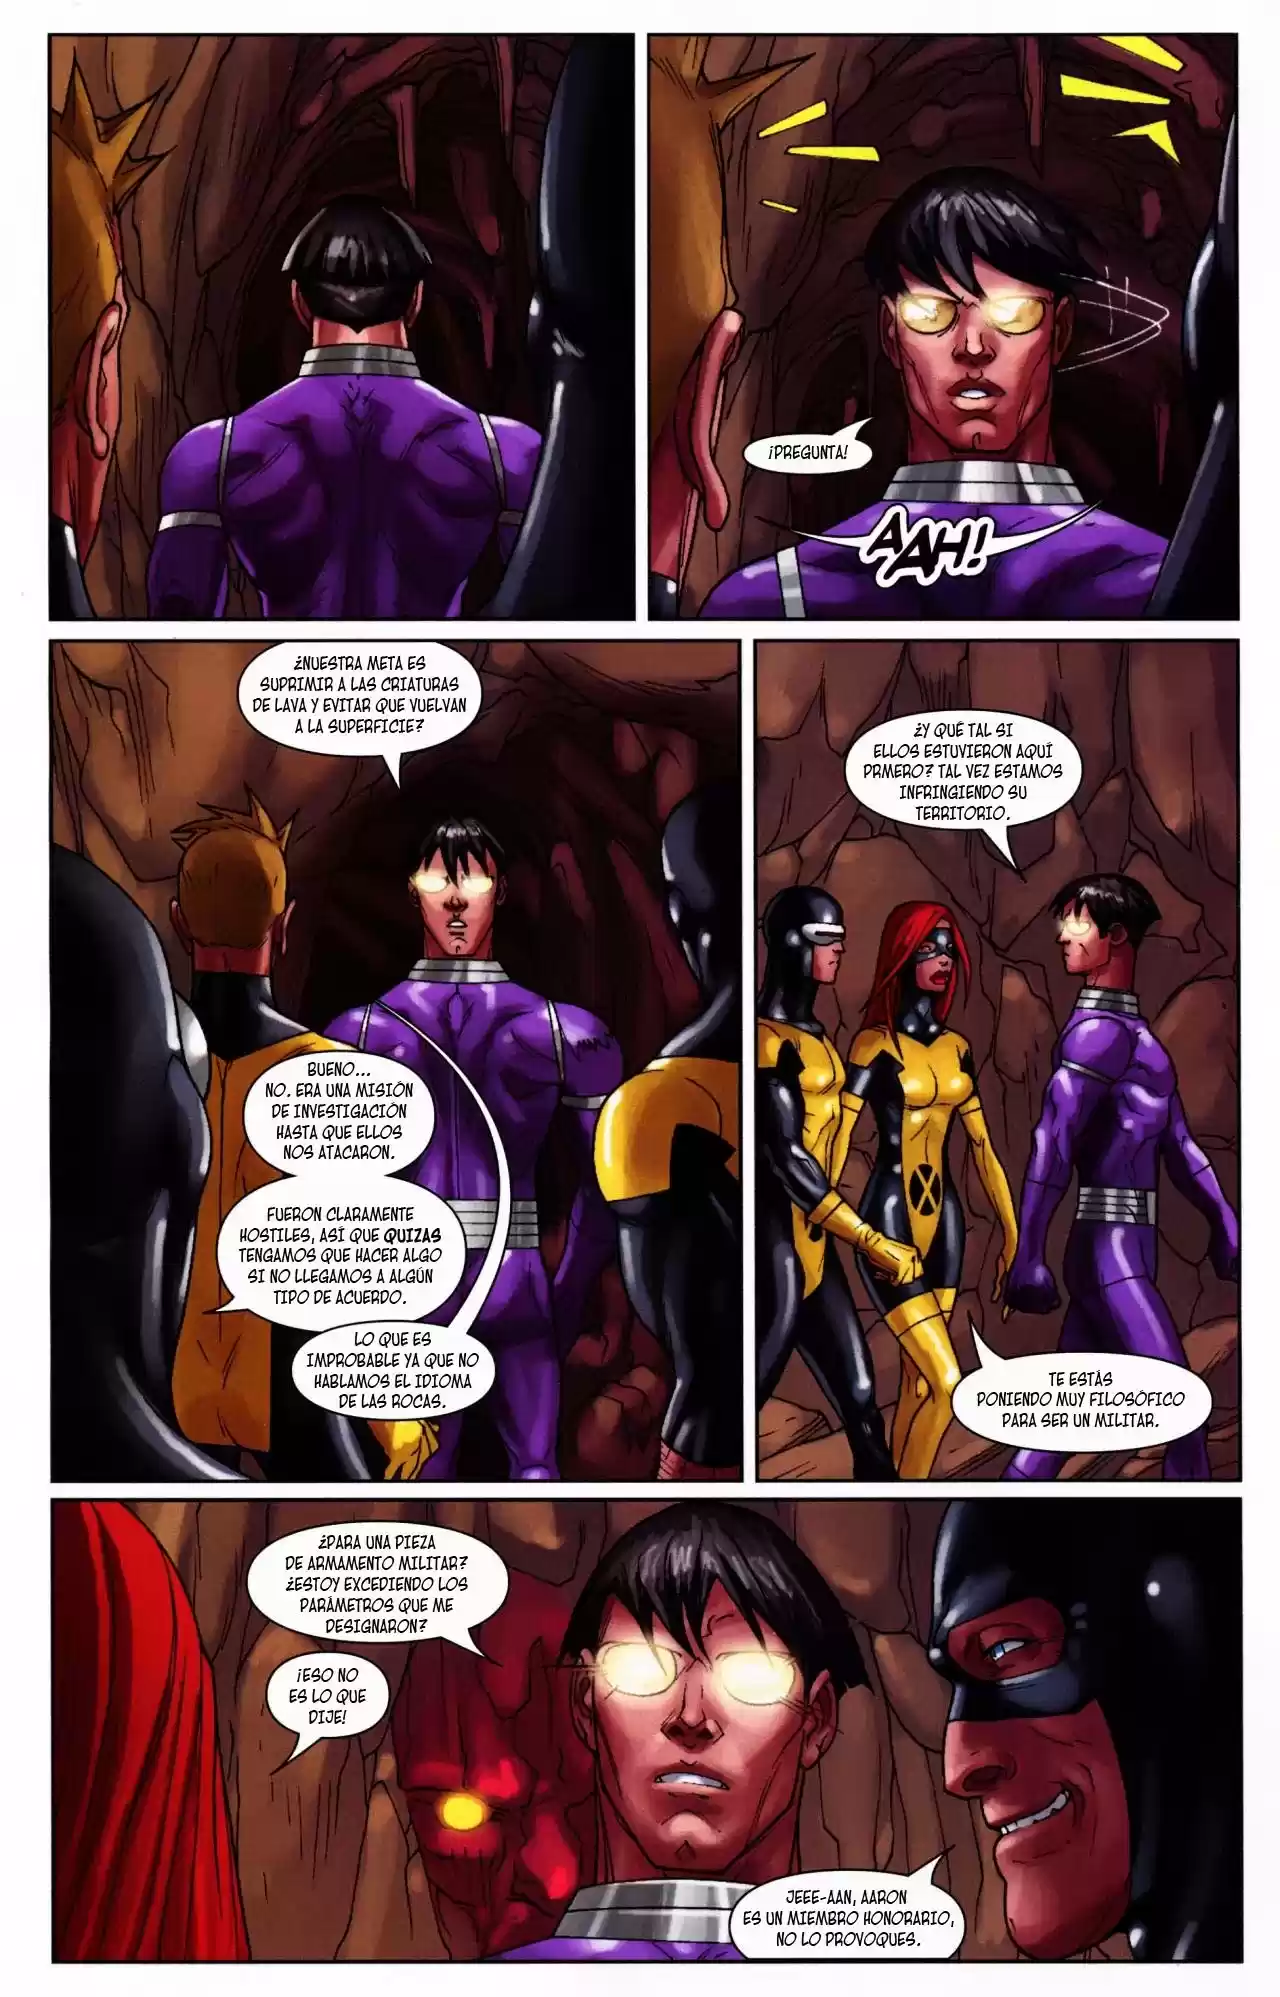 ¡PREGUNTA!
AAH!
¿NUESTRA META ES
SUPRIMIR A LAS CRIATURAS
DE LAVA Y EVITAR QUE VUELVAN
A LA SUPERFICIE?
BUENO...
NO. ERA UNA MISIÓN
DE INVESTIGACIÓN
HASTA QUE ELLOS
NOS ATACARON.
FUERON CLARAMENTE
HOSTILES, ASÍ QUE QUIZAS
TENGAMOS QUE HACER ALGO
SI NO LLEGAMOS A ALGÚN
TIPO DE ACUERDO.
LO QUE ES
IMPROBABLE YA QUE NO
HABLAMOS EL IDIOMA
DE LAS ROCAS.
¿Y QUÉ TAL SI
ELLOS ESTUVIERON AQUÍ
PRMERO? TAL VEZ ESTAMOS
INFRINGIENDO SU
TERRITORIO.
TE ESTÁS
PONIENDO MUY FILOSÓFICO
PARA SER UN MILITAR.
¿PARA UNA PIEZA
DE ARMAMENTO MILITAR?
¿ESTOY EXCEDIENDO LOS
PARÁMETROS QUE ME
DESIGNARON?
¡ESO NO
ES LO QUE
DIJE!
JEEE-AAN, AARON
ES UN MIEMBRO HONORARIO,
NO LO PROVOQUES.